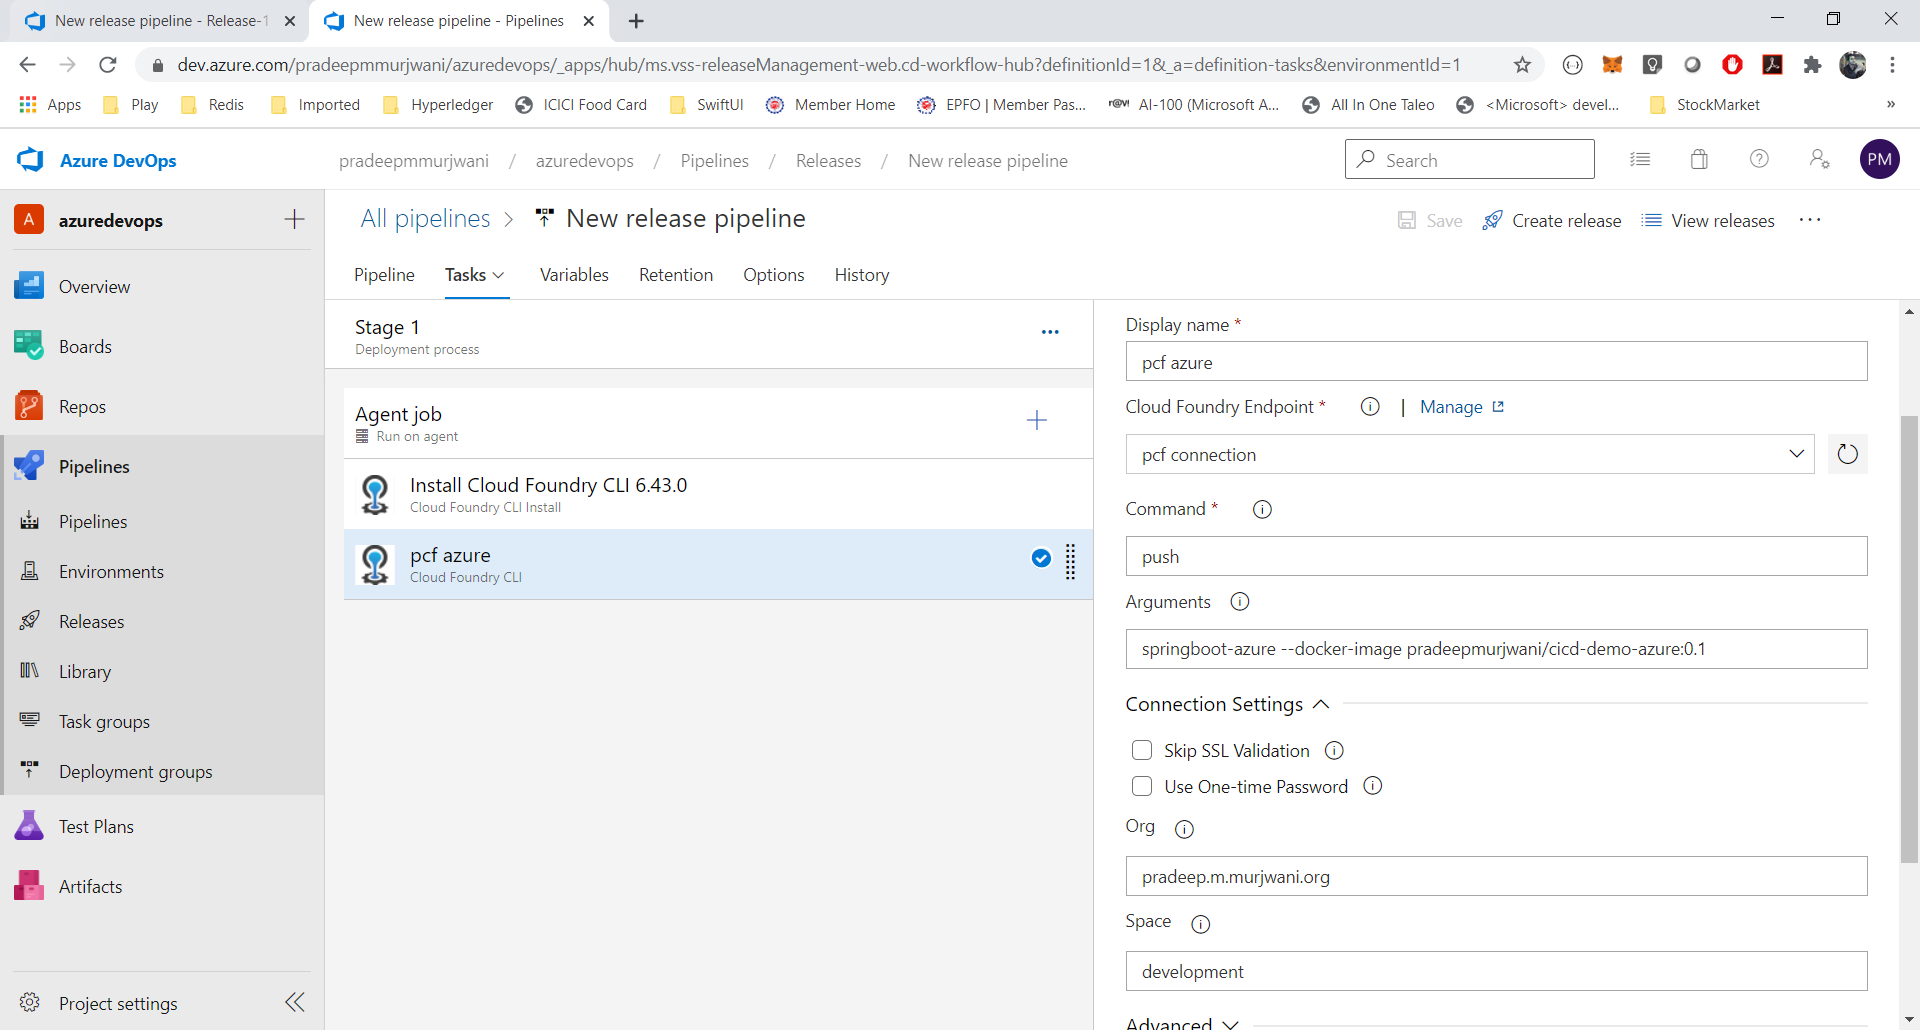 New release pipeline - Release-1
New release pipeline - Pipelines
dev.azure.com/pradeepmmurjwani/azuredevops/_apps/hub/ms.vss-releaseManagement-web.cd-workflow-hub?definitionId=1&_a=definition-tasks&environmentId=1
Apps Play Redis Imported Hyperledger ICICI Food Card SwiftUI Member Home EPFO | Member Pas... AI-100 (Microsoft A... All In One Taleo <Microsoft> devel... StockMarket »
Azure DevOps
pradeepmmurjwani / azuredevops / Pipelines / Releases / New release pipeline
Search
PM
A azuredevops
Overview
Boards
Repos
Pipelines
Pipelines
Environments
Releases
Library
Task groups
Deployment groups
Test Plans
Artifacts
Project settings
All pipelines > New release pipeline
Save Create release View releases ...
Pipeline Tasks Variables Retention Options History
Stage 1
Deployment process
Agent job
Run on agent
Install Cloud Foundry CLI 6.43.0
Cloud Foundry CLI Install
pcf azure
Cloud Foundry CLI
Display name *
pcf azure
Cloud Foundry Endpoint * | Manage
pcf connection
Command *
push
Arguments
springboot-azure --docker-image pradeepmurjwani/cicd-demo-azure:0.1
Connection Settings
Skip SSL Validation
Use One-time Password
Org
pradeep.m.murjwani.org
Space
development
Advanced